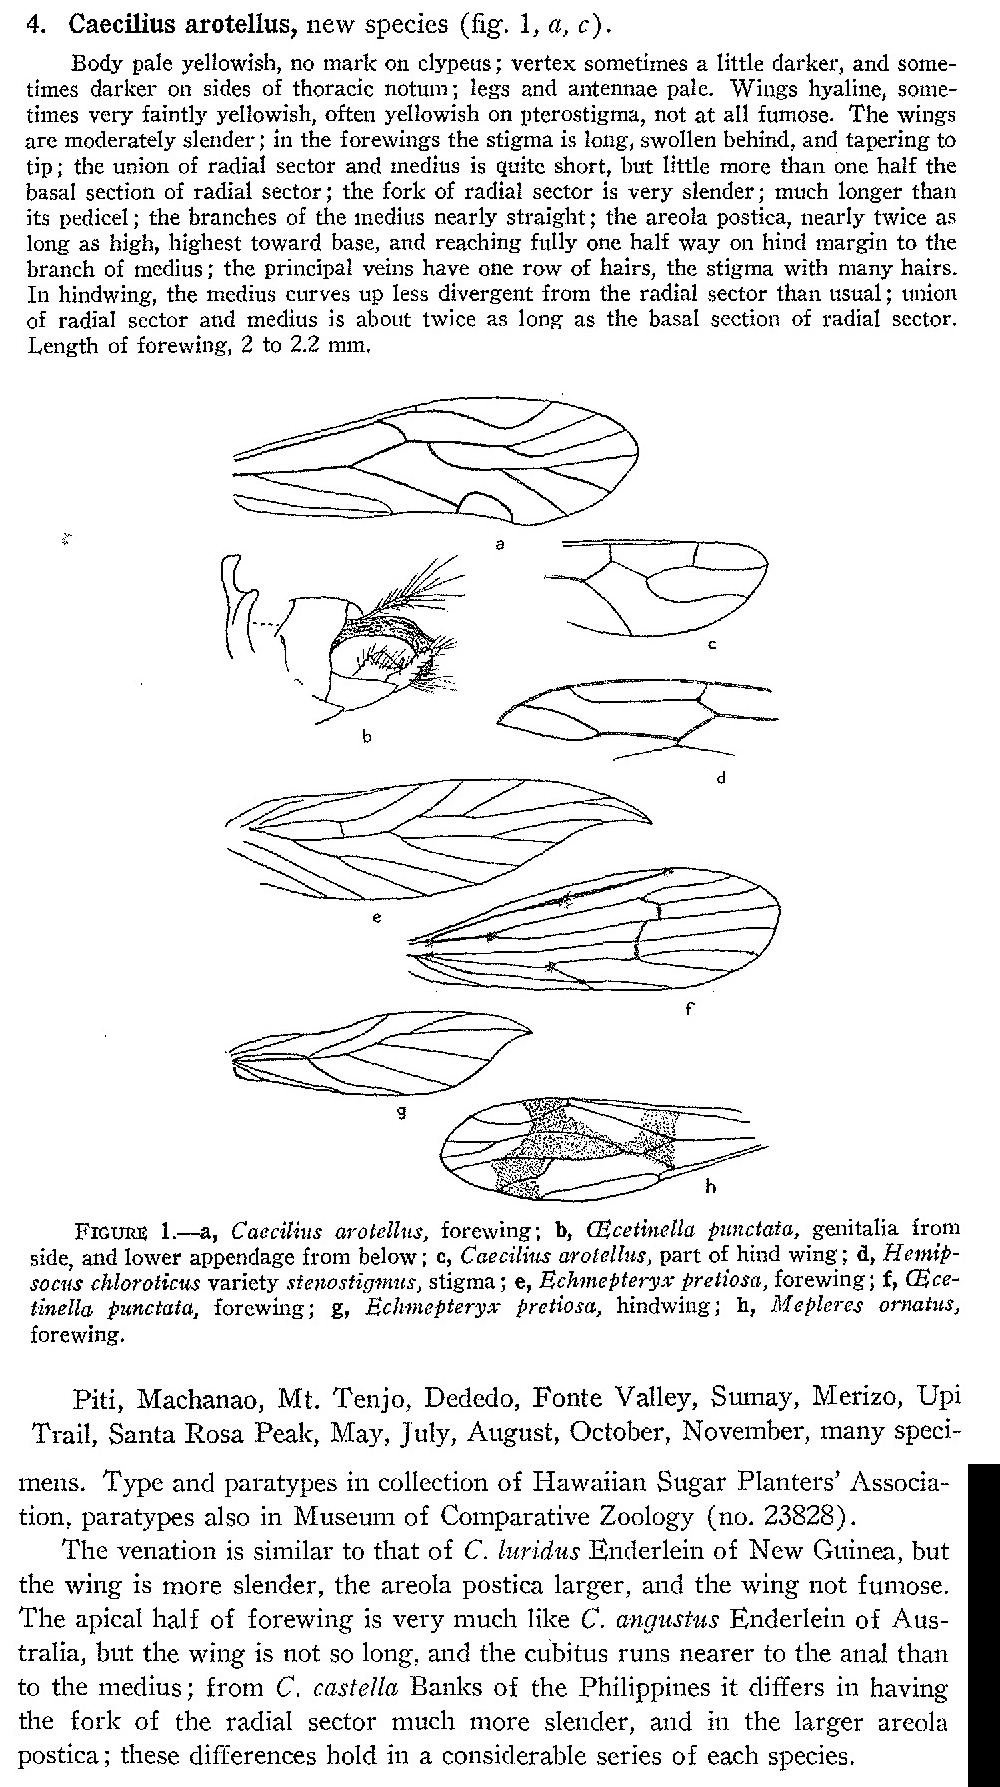 4. Caecilius arotellus, new species (fig. 1, a, c).
Body pale yellowish, no mark on clypeus; vertex sometimes a little darker, and some-
times darker on sides of thoracic notum; legs and antennae pale. Wings hyaline, some-
times very faintly yellowish, often yellowish on pterostigma, not at all fumose. The wings
are moderately slender; in the forewings the stigma is long, swollen behind, and tapering to
tip; the union of radial sector and medius is quite short, but little more than one half the
basal section of radial sector; the fork of radial sector is very slender; much longer than
its pedicel; the branches of the medius nearly straight; the areola postica, nearly twice as
long as high, highest toward base, and reaching fully one half way on hind margin to the
branch of medius; the principal veins have one row of hairs, the stigma with many hairs.
In hindwing, the medius curves up less divergent from the radial sector than usual; union
of radial sector and medius is about twice as long as the basal section of radial sector.
Length of forewing, 2 to 2.2 mm.
a
c
b
d
e
f
g
h
FIGURE 1.—a, Caecilius arotellus, forewing; b, Œcetinella punctata, genitalia from
side, and lower appendage from below; c, Caecilius arotellus, part of hind wing; d, Hemip-
socus chloroticus variety stenostigmus, stigma; e, Echmepteryx pretiosa, forewing; f, Œce-
tinella punctata, forewing; g, Echmepteryx pretiosa, hindwing; h, Mepleres ornatus,
forewing.
Piti, Machanao, Mt. Tenjo, Dededo, Fonte Valley, Sumay, Merizo, Upi
Trail, Santa Rosa Peak, May, July, August, October, November, many speci-
mens. Type and paratypes in collection of Hawaiian Sugar Planters' Associa-
tion, paratypes also in Museum of Comparative Zoology (no. 23828).
The venation is similar to that of C. luridus Enderlein of New Guinea, but
the wing is more slender, the areola postica larger, and the wing not fumose.
The apical half of forewing is very much like C. angustus Enderlein of Aus-
tralia, but the wing is not so long, and the cubitus runs nearer to the anal than
to the medius; from C. castella Banks of the Philippines it differs in having
the fork of the radial sector much more slender, and in the larger areola
postica; these differences hold in a considerable series of each species.